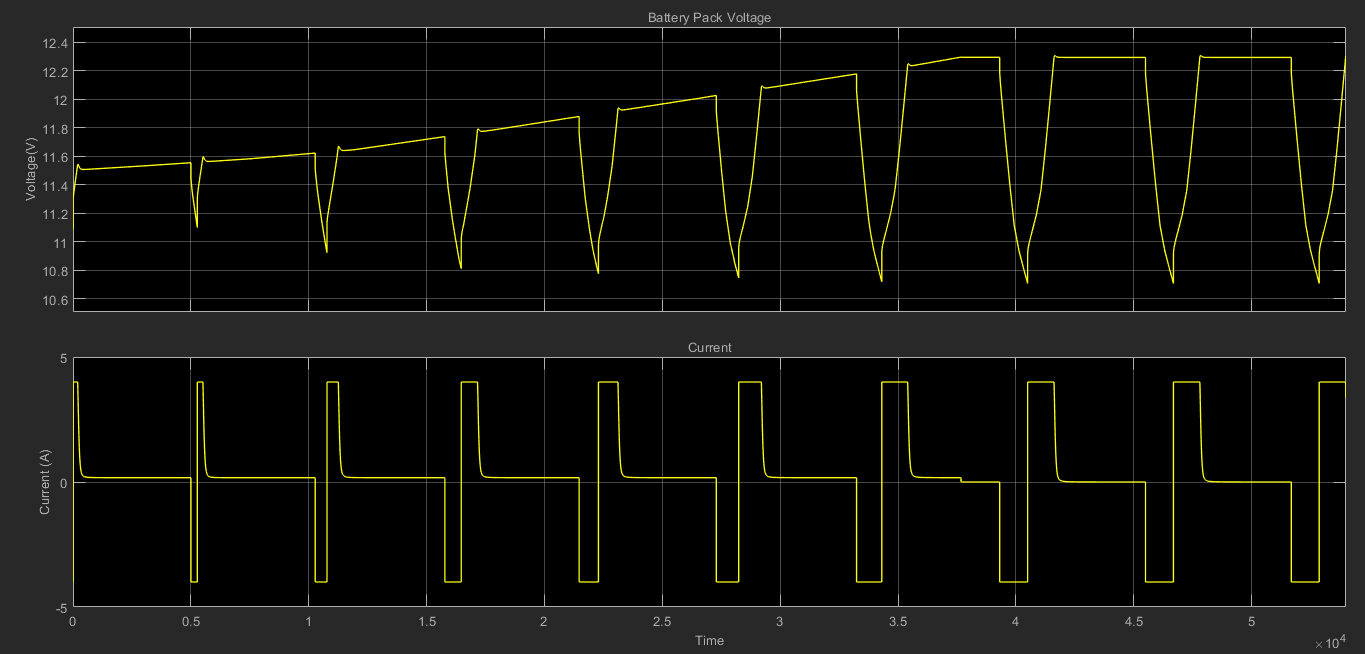 Battery Pack Voltage
12.4
12.2
12
11.8
11.6
11.4
11.2
11
10.8
10.6
Voltage(V)
Current
5
0
-5
Current (A)
0 0.5 1 1.5 2 2.5 3 3.5 4 4.5 5
Time
×10⁴